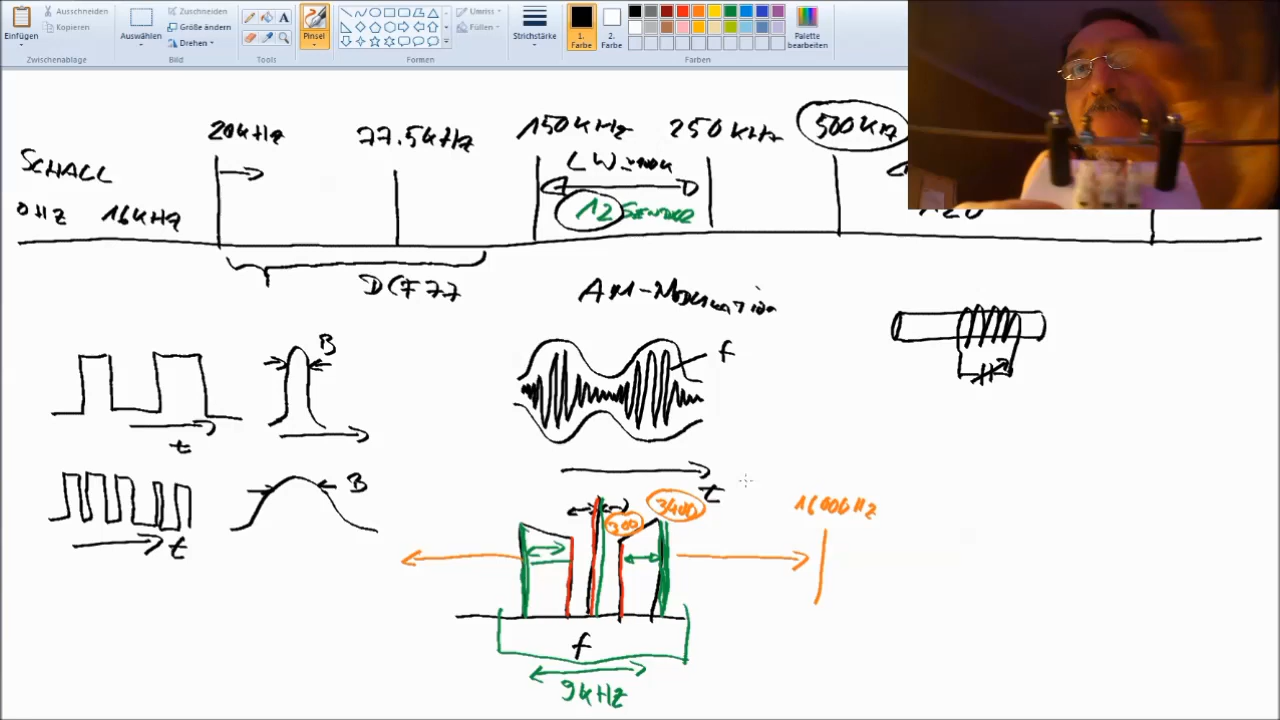 Einfügen
Ausschneiden
Kopieren
Zwischenablage
Auswählen
Zuschneiden
Größe ändern
Drehen
Bild
Tools
Pinsel
Formen
Umriss
Füllen
Strichstärke
1. Farbe
2. Farbe
Palette bearbeiten
Farben
20kHz 77.5kHz 150kHz 250kHz 500kHz
SCHALL
0Hz 16kHz
12 SENDER
DCF77
AM-Modulation
B
f
t
B
t
t
300
3400
16000Hz
f
9kHz